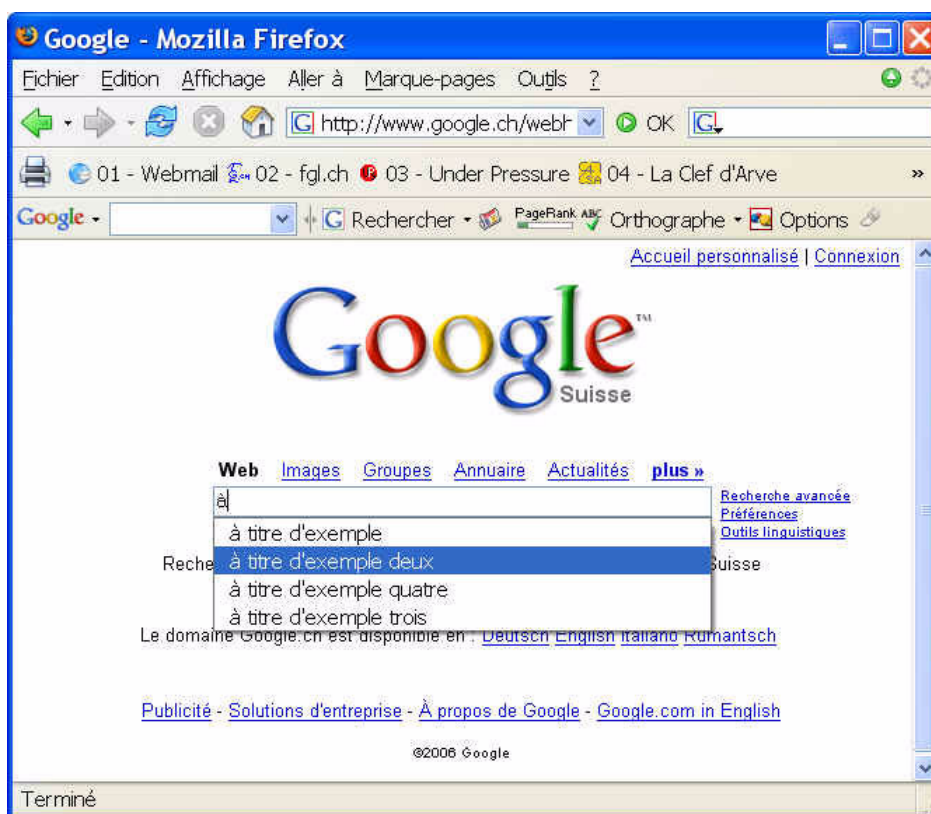 Google - Mozilla Firefox
Fichier Edition Affichage Aller à Marque-pages Outils ?
G http://www.google.ch/webh OK G
01 - Webmail 02 - fgl.ch 03 - Under Pressure 04 - La Clef d'Arve »
Google G Rechercher PageRank ABC Orthographe Options
Accueil personnalisé | Connexion
Google™
Suisse
Web Images Groupes Annuaire Actualités plus »
à
Recherche avancée
Préférences
Outils linguistiques
à titre d'exemple
à titre d'exemple deux
à titre d'exemple quatre
à titre d'exemple trois
Suisse
Le domaine Google.ch est disponible en : Deutsch English Italiano Rumantsch
Publicité - Solutions d'entreprise - À propos de Google - Google.com in English
©2006 Google
Terminé